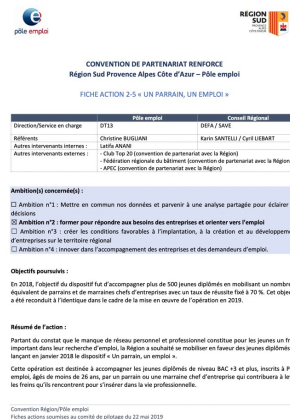 pôle emploi
RÉGION
SUD
PROVENCE
ALPES
CÔTE D'AZUR
CONVENTION DE PARTENARIAT RENFORCE
Région Sud Provence Alpes Côte d'Azur – Pôle emploi
FICHE ACTION 2-5 « UN PARRAIN, UN EMPLOI »
Pôle emploi Conseil Régional
Direction/Service en charge DT13 DEFA / SAVE
Référents Christine BUGLIANI Karin SANTELLI / Cyril LIEBART
Autres intervenants internes : Latifa ANANI
Autres intervenants externes : - Club Top 20 (convention de partenariat avec la Région)
- Fédération régionale du bâtiment (convention de partenariat avec la Région
- APEC (convention de partenariat avec la Région)
Ambition(s) concernée(s) :
☐ Ambition n°1 : Mettre en commun nos données et parvenir à une analyse partagée pour éclairer
décisions
☒ Ambition n°2 : former pour répondre aux besoins des entreprises et orienter vers l'emploi
☐ Ambition n°3 : créer les conditions favorables à l'implantation, à la création et au développeme
d'entreprises sur le territoire régional
☐ Ambition n°4 : innover dans l'accompagnement des entreprises et des demandeurs d'emploi.
Objectifs poursuivis :
En 2018, l'objectif du dispositif fut d'accompagner plus de 500 jeunes diplômés en mobilisant un nombre
équivalent de parrains et de marraines chefs d'entreprises avec un taux de réussite fixé à 70 %. Cet object
a été reconduit à l'identique dans le cadre de la mise en œuvre de l'opération en 2019.
Résumé de l'action :
Partant du constat que le manque de réseau personnel et professionnel constitue pour les jeunes un fr
important dans leur recherche d'emploi, la Région a souhaité se mobiliser en faveur des jeunes diplômés
lançant en janvier 2018 le dispositif « Un parrain, un emploi ».
Cette opération est destinée à accompagner les jeunes diplômés de niveau BAC +3 et plus, inscrits à P
emploi, âgés de moins de 26 ans, par un parrain ou une marraine chef d'entreprise qui contribuera à le
les freins qu'ils rencontrent pour s'insérer dans la vie professionnelle.
Convention Région/Pôle emploi
Fiches actions soumises au comité de pilotage du 22 mai 2019